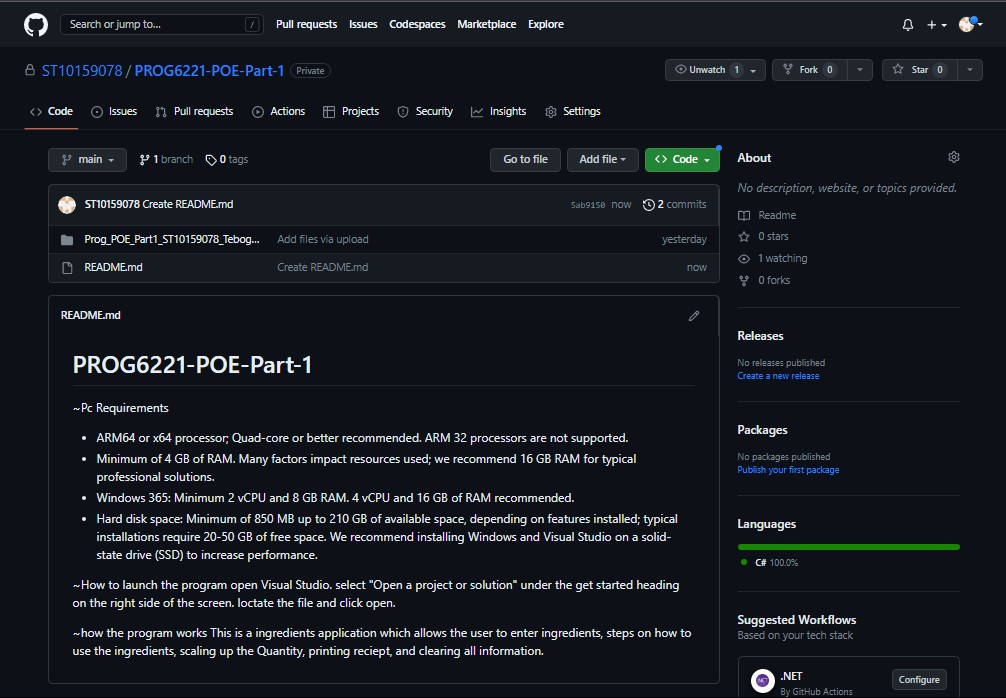 Search or jump to... /
Pull requests Issues Codespaces Marketplace Explore
ST10159078 / PROG6221-POE-Part-1 Private
Unwatch 1 Fork 0 Star 0
Code Issues Pull requests Actions Projects Security Insights Settings
main 1 branch 0 tags Go to file Add file Code
ST10159078 Create README.md 5ab9150 now 2 commits
Prog_POE_Part1_ST10159078_Tebog... Add files via upload yesterday
README.md Create README.md now
README.md
PROG6221-POE-Part-1
~Pc Requirements
• ARM64 or x64 processor; Quad-core or better recommended. ARM 32 processors are not supported.
• Minimum of 4 GB of RAM. Many factors impact resources used; we recommend 16 GB RAM for typical
professional solutions.
• Windows 365: Minimum 2 vCPU and 8 GB RAM. 4 vCPU and 16 GB of RAM recommended.
• Hard disk space: Minimum of 850 MB up to 210 GB of available space, depending on features installed; typical
installations require 20-50 GB of free space. We recommend installing Windows and Visual Studio on a solid-
state drive (SSD) to increase performance.
~How to launch the program open Visual Studio. select "Open a project or solution" under the get started heading
on the right side of the screen. loctate the file and click open.
~how the program works This is a ingredients application which allows the user to enter ingredients, steps on how to
use the ingredients, scaling up the Quantity, printing reciept, and clearing all information.
About
No description, website, or topics provided.
Readme
0 stars
1 watching
0 forks
Releases
No releases published
Create a new release
Packages
No packages published
Publish your first package
Languages
C# 100.0%
Suggested Workflows
Based on your tech stack
.NET
.NET
By GitHub Actions
Configure